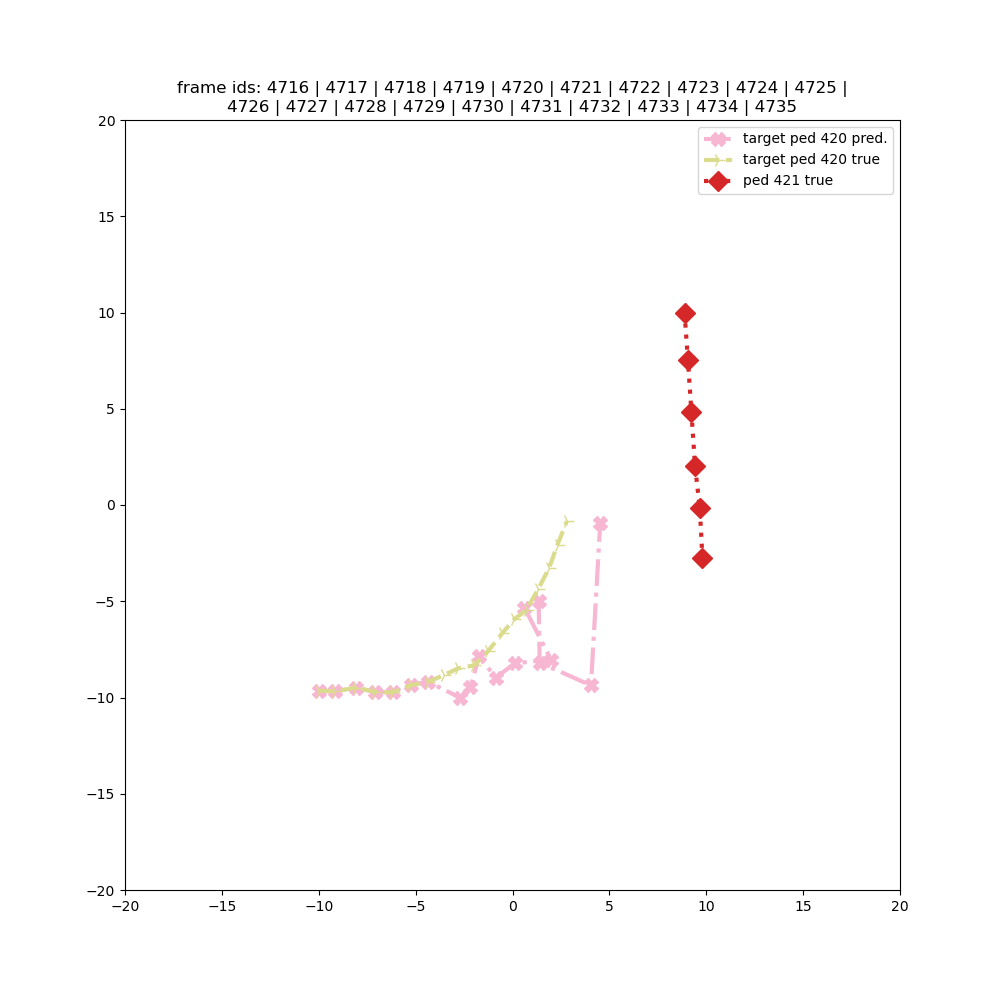 frame ids: 4716 | 4717 | 4718 | 4719 | 4720 | 4721 | 4722 | 4723 | 4724 | 4725 |
4726 | 4727 | 4728 | 4729 | 4730 | 4731 | 4732 | 4733 | 4734 | 4735
target ped 420 pred.
target ped 420 true
ped 421 true
20
15
10
5
0
−5
−10
−15
−20
−20 −15 −10 −5 0 5 10 15 20